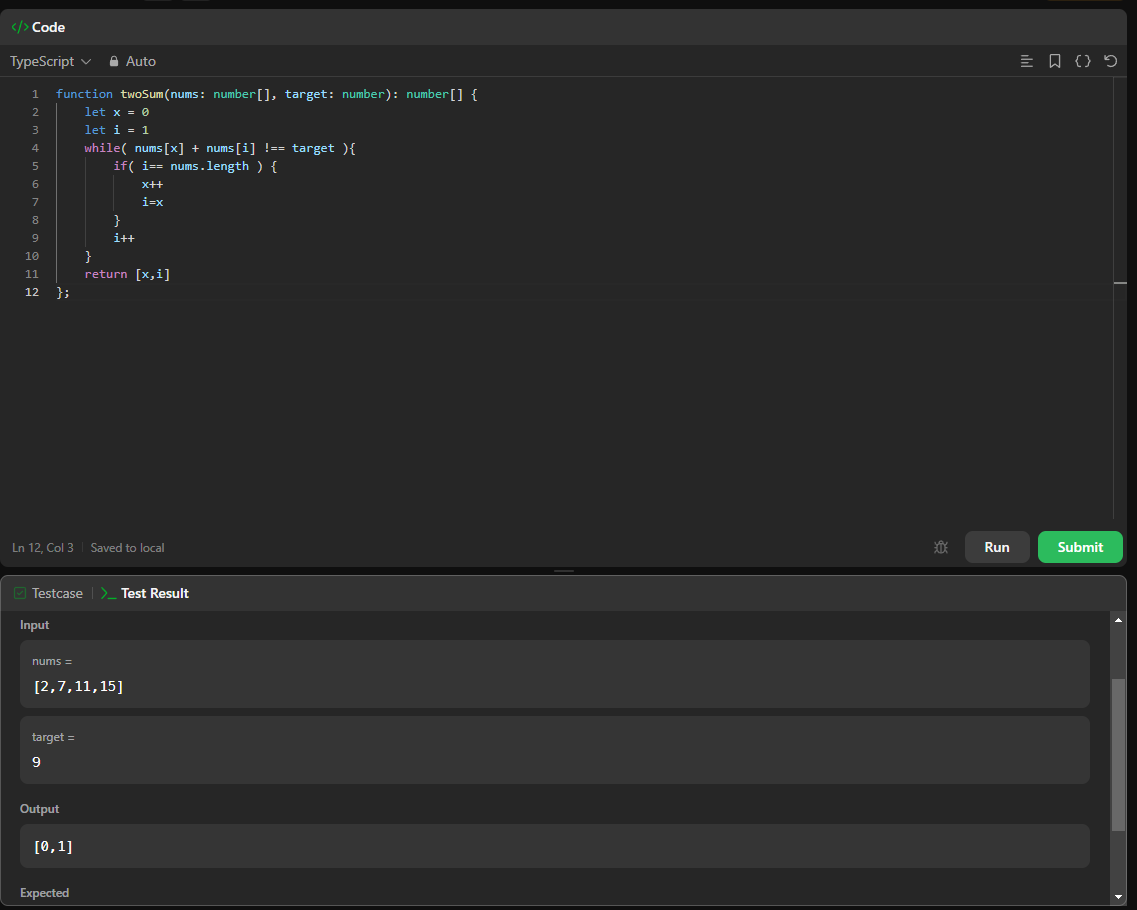 </> Code
TypeScript Auto
1 function twoSum(nums: number[], target: number): number[] {
2     let x = 0
3     let i = 1
4     while( nums[x] + nums[i] !== target ){
5         if( i== nums.length ) {
6             x++
7             i=x
8         }
9         i++
10     }
11     return [x,i]
12 };
Ln 12, Col 3 Saved to local Run Submit
Testcase Test Result
Input
nums =
[2,7,11,15]
target =
9
Output
[0,1]
Expected